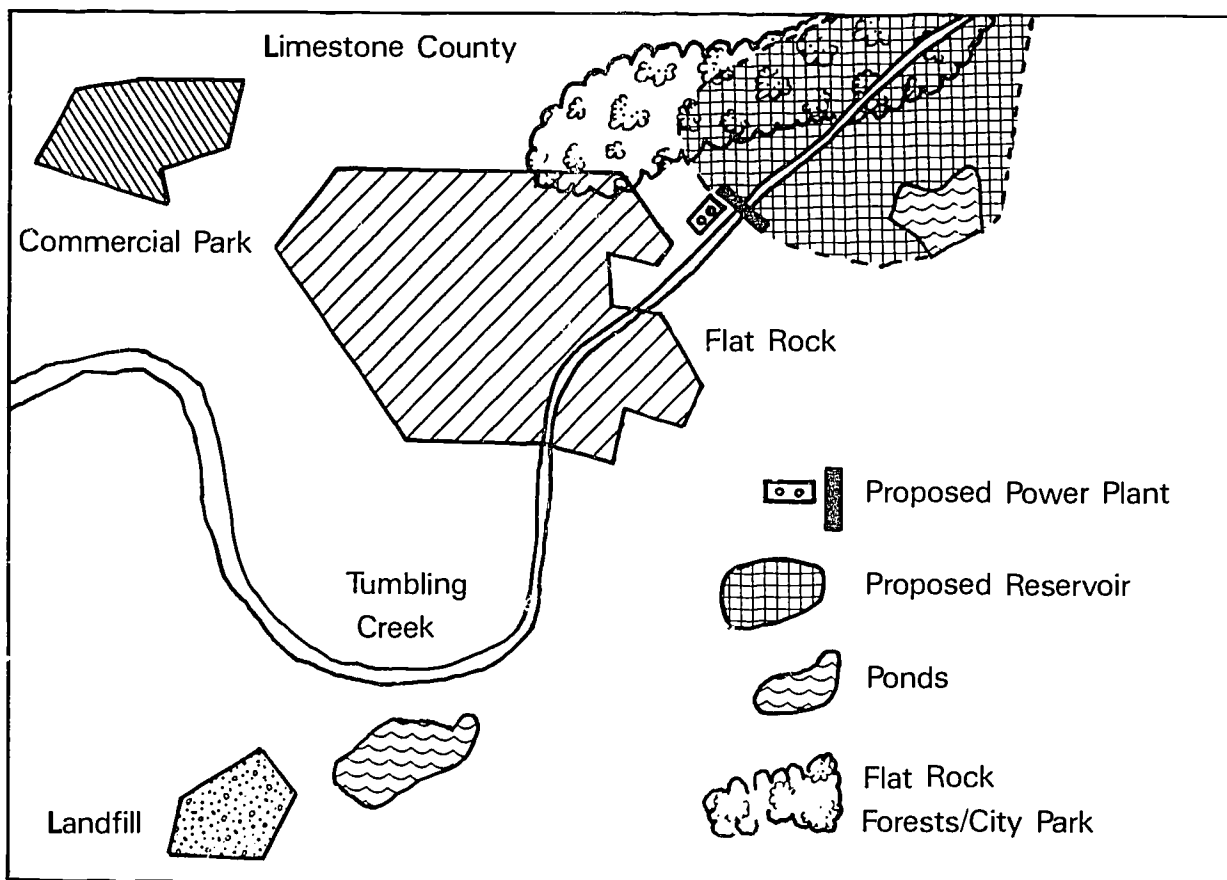 Limestone County
Commercial Park
Flat Rock
Proposed Power Plant
Tumbling
Creek
Proposed Reservoir
Ponds
Landfill
Flat Rock
Forests/City Park